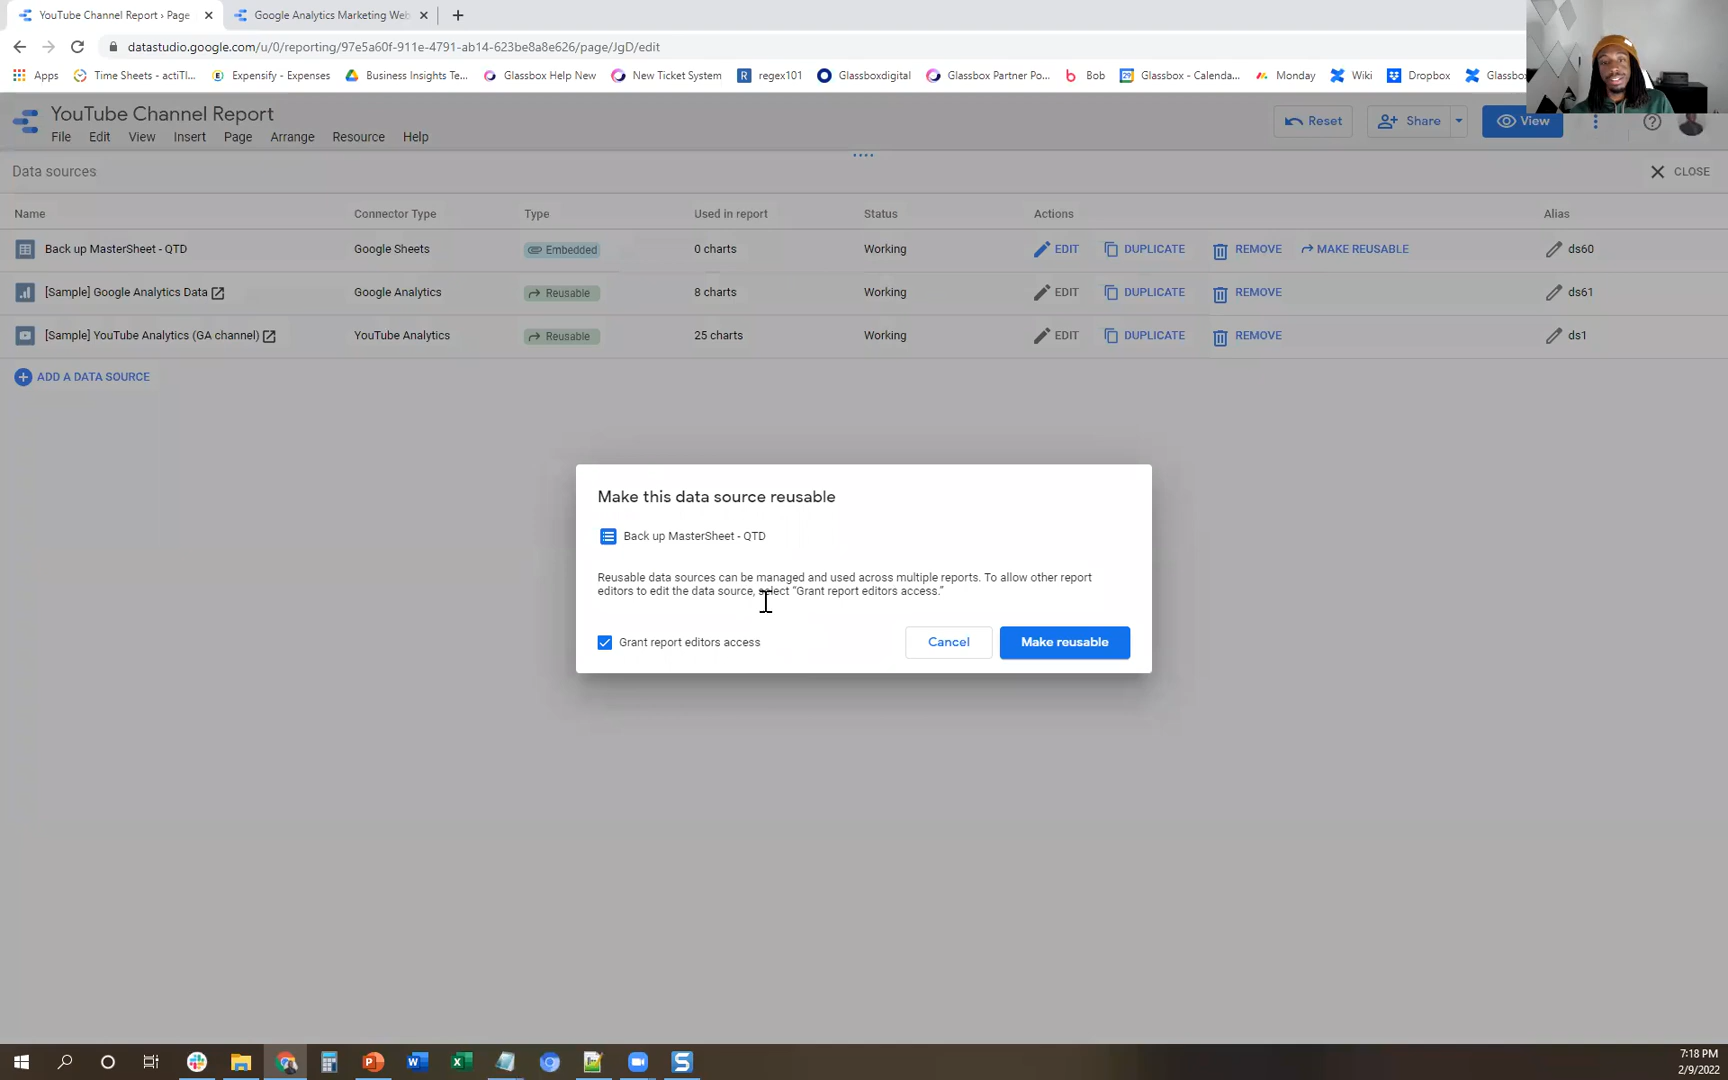 YouTube Channel Report › Page
Google Analytics Marketing Web
datastudio.google.com/u/0/reporting/97e5a60f-911e-4791-ab14-623be8a8e626/page/JgD/edit
Apps
Time Sheets - actiTI...
Expensify - Expenses
Business Insights Te...
Glassbox Help New
New Ticket System
regex101
Glassboxdigital
Glassbox Partner Po...
Bob
Glassbox - Calenda...
Monday
Wiki
Dropbox
Glassbo
YouTube Channel Report
Reset
Share
View
File Edit View Insert Page Arrange Resource Help
Data sources
CLOSE
Name Connector Type Type Used in report Status Actions Alias
Back up MasterSheet - QTD Google Sheets Embedded 0 charts Working EDIT DUPLICATE REMOVE MAKE REUSABLE ds60
[Sample] Google Analytics Data Google Analytics Reusable 8 charts Working EDIT DUPLICATE REMOVE ds61
[Sample] YouTube Analytics (GA channel) YouTube Analytics Reusable 25 charts Working EDIT DUPLICATE REMOVE ds1
ADD A DATA SOURCE
Make this data source reusable
Back up MasterSheet - QTD
Reusable data sources can be managed and used across multiple reports. To allow other report
editors to edit the data source, select “Grant report editors access.”
Grant report editors access
Cancel
Make reusable
7:18 PM
2/9/2022